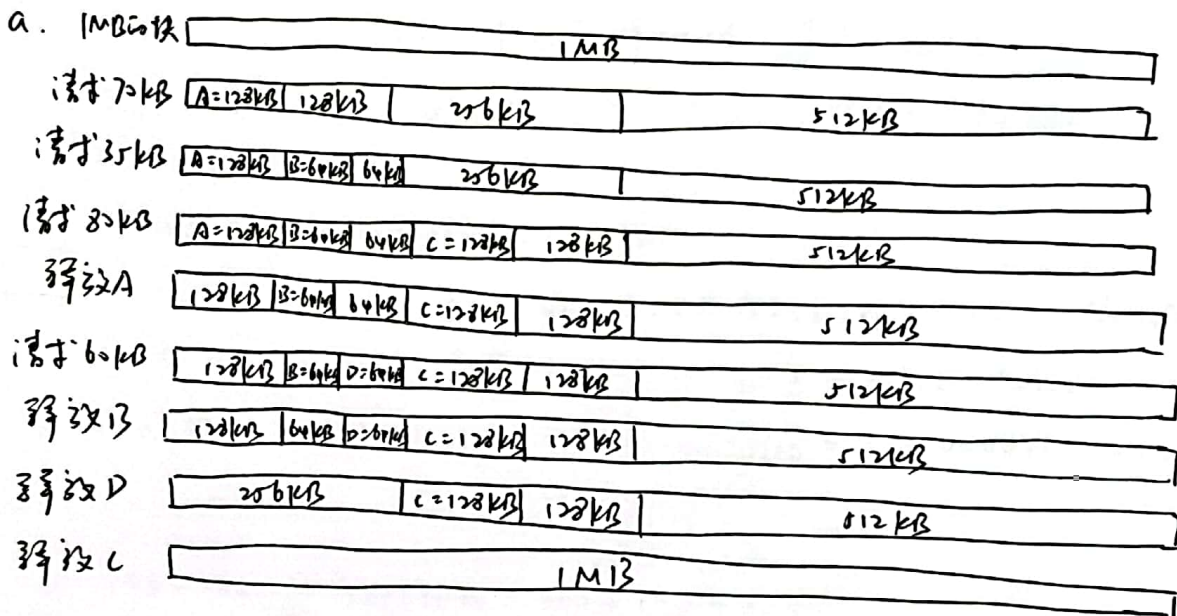 a. 1MB的块 1MB
请求70KB A=128KB 128KB 256KB 512KB
请求35KB A=128KB B=64KB 64KB 256KB 512KB
请求80KB A=128KB B=64KB 64KB C=128KB 128KB 512KB
释放A 128KB B=64KB 64KB C=128KB 128KB 512KB
请求60KB 128KB B=64KB D=64KB C=128KB 128KB 512KB
释放B 128KB 64KB D=64KB C=128KB 128KB 512KB
释放D 256KB C=128KB 128KB 512KB
释放C 1MB